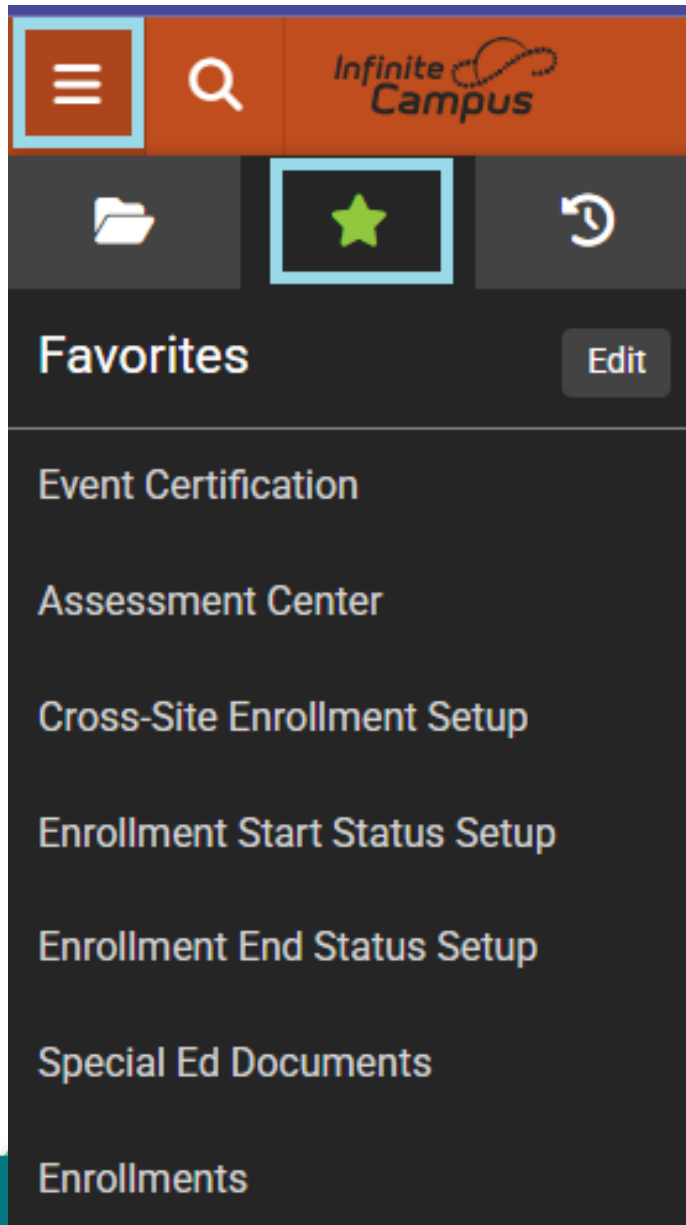 Infinite
Campus
Favorites
Edit
Event Certification
Assessment Center
Cross-Site Enrollment Setup
Enrollment Start Status Setup
Enrollment End Status Setup
Special Ed Documents
Enrollments